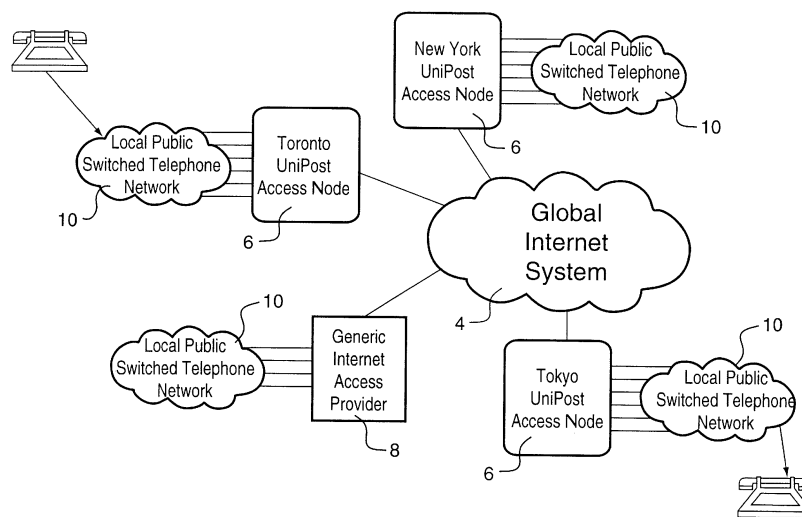 New York
UniPost
Access Node
6
Local Public
Switched Telephone
Network
10
Local Public
Switched Telephone
Network
10
Toronto
UniPost
Access Node
6
Global
Internet
System
4
Local Public
Switched Telephone
Network
10
Generic
Internet
Access
Provider
8
Tokyo
UniPost
Access Node
6
Local Public
Switched Telephone
Network
10